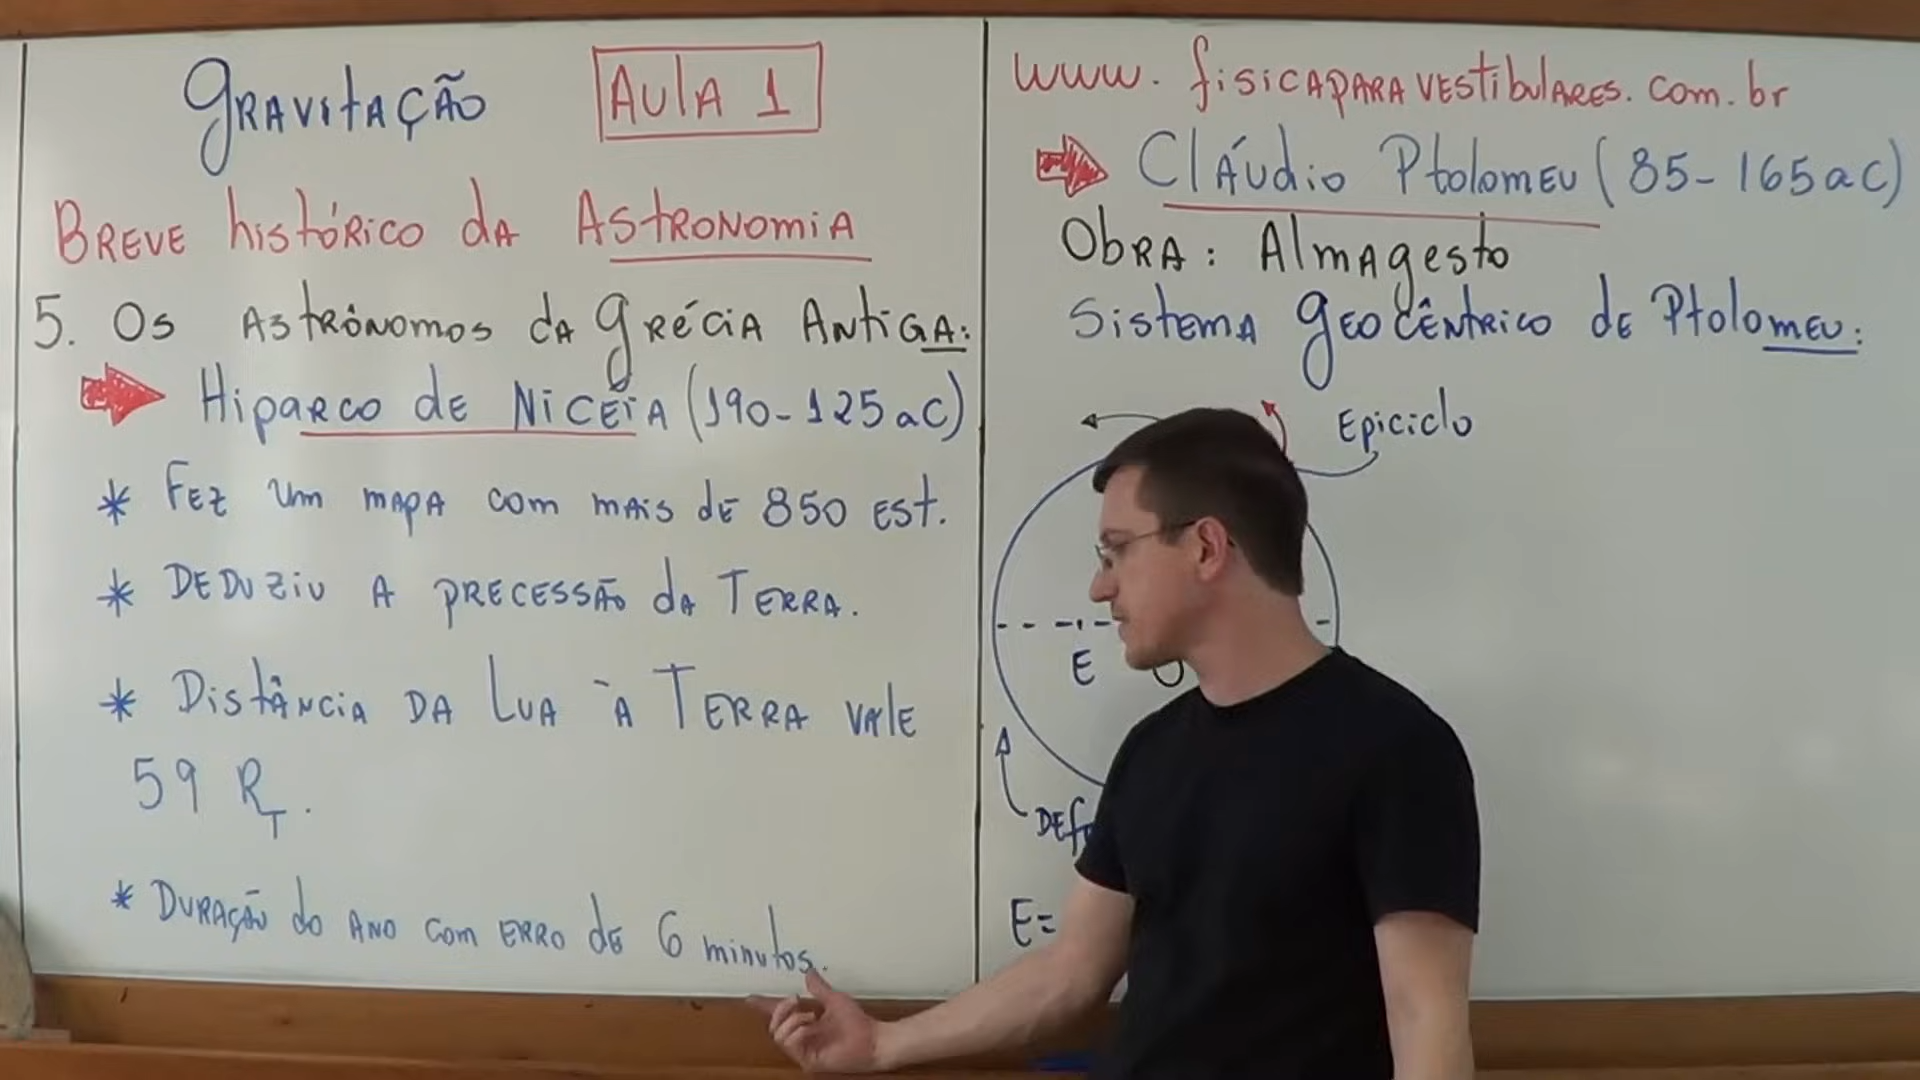 Gravitação
Aula 1
Breve histórico da Astronomia
5. Os Astrônomos da Grécia Antiga:
Hiparco de Nicéia (190-125 aC)
* Fez um mapa com mais de 850 est.
* Deduziu a precessão da Terra.
* Distância da Lua à Terra vale
59 RT.
* Duração do ano com erro de 6 minutos.
www.fisicaparavestibulares.com.br
Cláudio Ptolomeu (85-165 aC)
Obra: Almagesto
Sistema Geocêntrico de Ptolomeu:
Epiciclo
E
E=